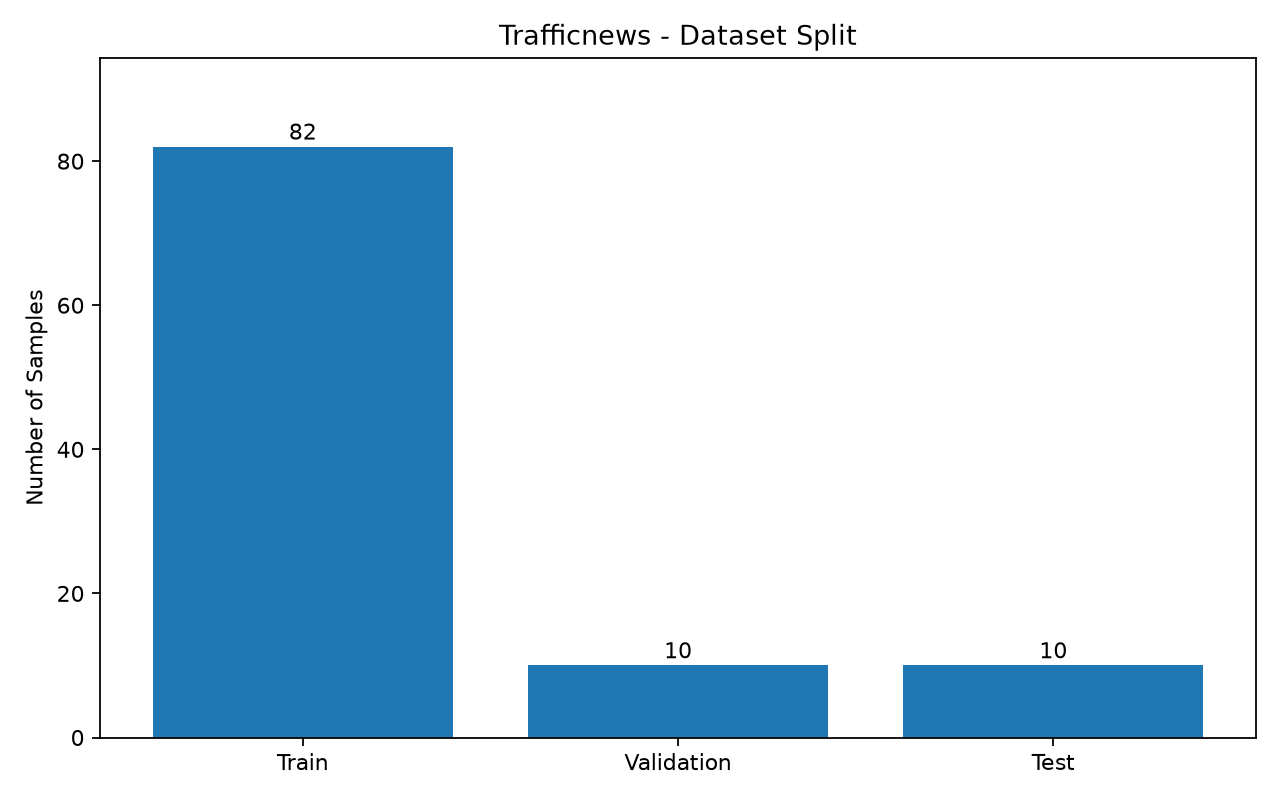 Trafficnews - Dataset Split
Number of Samples
80
60
40
20
0
82
10
10
Train
Validation
Test